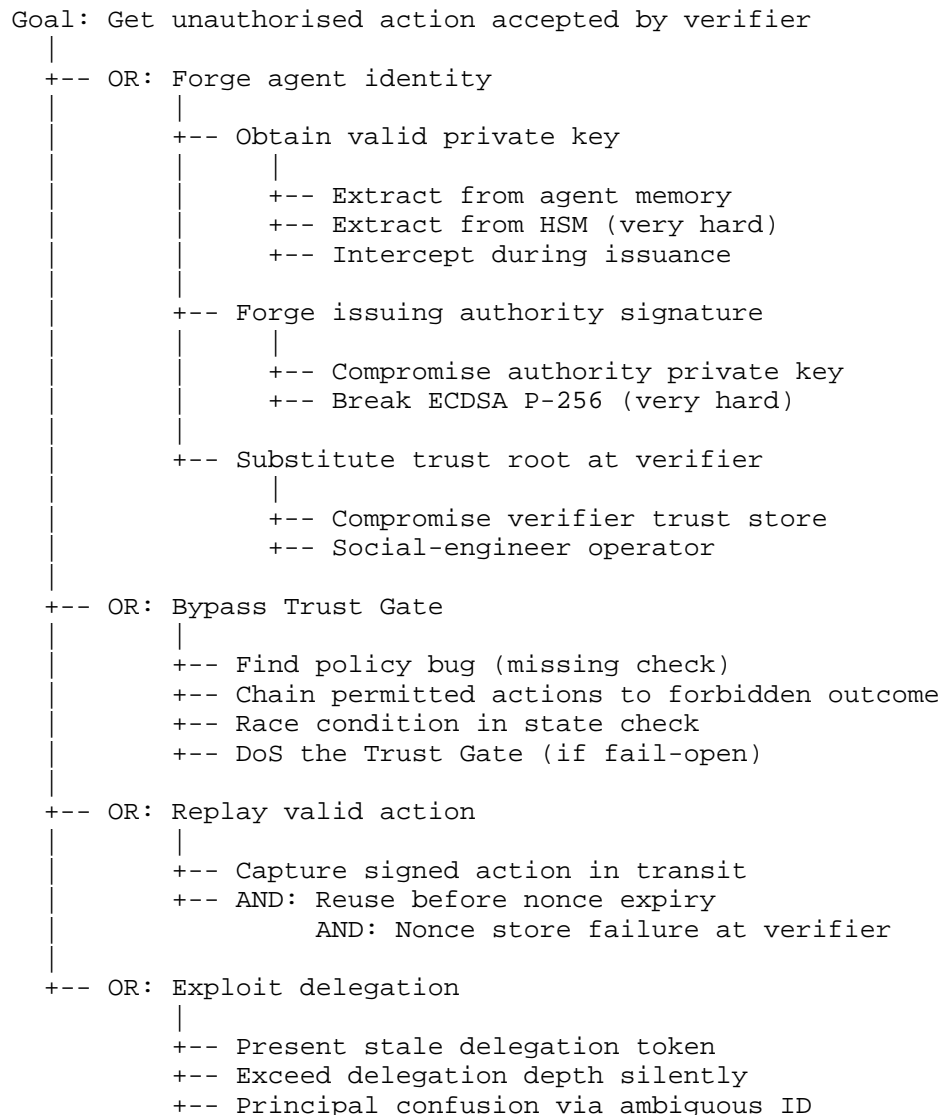 Goal: Get unauthorised action accepted by verifier
|
+-- OR: Forge agent identity
| |
| +-- Obtain valid private key
| | |
| | +-- Extract from agent memory
| | +-- Extract from HSM (very hard)
| | +-- Intercept during issuance
| |
| +-- Forge issuing authority signature
| | |
| | +-- Compromise authority private key
| | +-- Break ECDSA P-256 (very hard)
| |
| +-- Substitute trust root at verifier
| |
| +-- Compromise verifier trust store
| +-- Social-engineer operator
|
+-- OR: Bypass Trust Gate
| |
| +-- Find policy bug (missing check)
| +-- Chain permitted actions to forbidden outcome
| +-- Race condition in state check
| +-- DoS the Trust Gate (if fail-open)
|
+-- OR: Replay valid action
| |
| +-- Capture signed action in transit
| +-- AND: Reuse before nonce expiry
| AND: Nonce store failure at verifier
|
+-- OR: Exploit delegation
|
+-- Present stale delegation token
+-- Exceed delegation depth silently
+-- Principal confusion via ambiguous ID